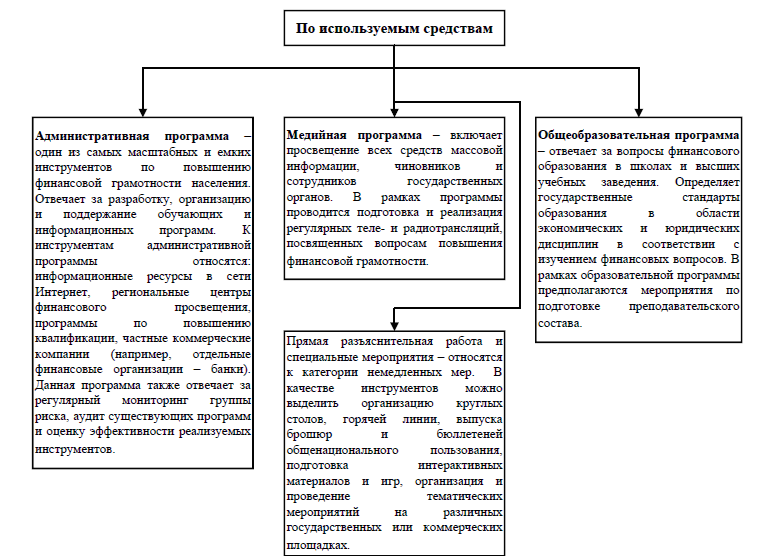 По используемым средствам
Административная программа –
один из самых масштабных и емких
инструментов по повышению
финансовой грамотности населения.
Отвечает за разработку, организацию
и поддержание обучающих и
информационных программ. К
инструментам административной
программы относятся:
информационные ресурсы в сети
Интернет, региональные центры
финансового просвещения,
программы по повышению
квалификации, частные коммерческие
компании (например, отдельные
финансовые организации – банки).
Данная программа также отвечает за
регулярный мониторинг группы
риска, аудит существующих программ
и оценку эффективности реализуемых
инструментов.
Медийная программа – включает
просвещение всех средств массовой
информации, чиновников и
сотрудников государственных
органов. В рамках программы
проводится подготовка и реализация
регулярных теле- и радиотрансляций,
посвященных вопросам повышения
финансовой грамотности.
Общеобразовательная программа
– отвечает за вопросы финансового
образования в школах и высших
учебных заведения. Определяет
государственные стандарты
образования в области
экономических и юридических
дисциплин в соответствии с
изучением финансовых вопросов. В
рамках образовательной программы
предполагаются мероприятия по
подготовке преподавательского
состава.
Прямая разъяснительная работа и
специальные мероприятия – относятся
к категории немедленных мер. В
качестве инструментов можно
выделить организацию круглых
столов, горячей линии, выпуска
брошюр и бюллетеней
общенационального пользования,
подготовка интерактивных
материалов и игр, организация и
проведение тематических
мероприятий на различных
государственных или коммерческих
площадках.